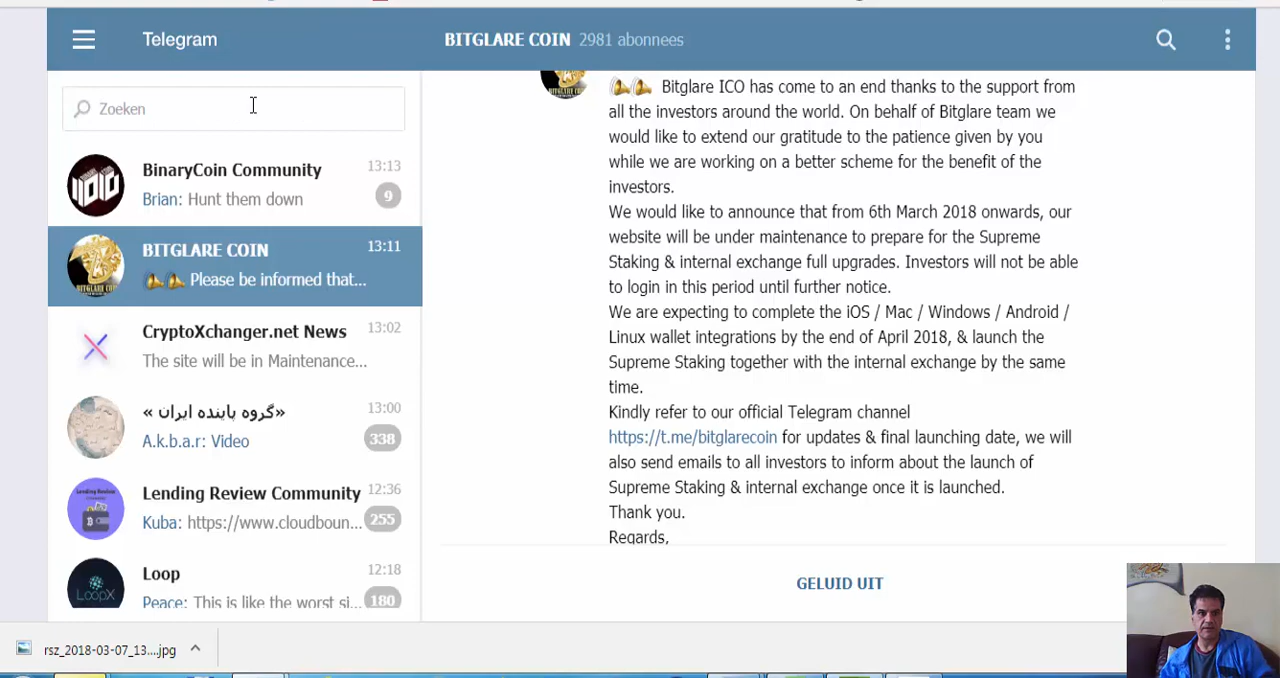 Telegram
BITGLARE COIN 2981 abonnees
Zoeken
BinaryCoin Community 13:13
Brian: Hunt them down 9
BITGLARE COIN 13:11
Please be informed that...
CryptoXchanger.net News 13:02
The site will be in Maintenance...
« گروه پاینده ایران» 13:00
A.k.b.a.r: Video 338
Lending Review Community 12:36
Kuba: https://www.cloudboun... 255
Loop 12:18
Peace: This is like the worst si... 180
Bitglare ICO has come to an end thanks to the support from
all the investors around the world. On behalf of Bitglare team we
would like to extend our gratitude to the patience given by you
while we are working on a better scheme for the benefit of the
investors.
We would like to announce that from 6th March 2018 onwards, our
website will be under maintenance to prepare for the Supreme
Staking & internal exchange full upgrades. Investors will not be able
to login in this period until further notice.
We are expecting to complete the iOS / Mac / Windows / Android /
Linux wallet integrations by the end of April 2018, & launch the
Supreme Staking together with the internal exchange by the same
time.
Kindly refer to our official Telegram channel
https://t.me/bitglarecoin for updates & final launching date, we will
also send emails to all investors to inform about the launch of
Supreme Staking & internal exchange once it is launched.
Thank you.
Regards,
GELUID UIT
rsz_2018-03-07_13....jpg